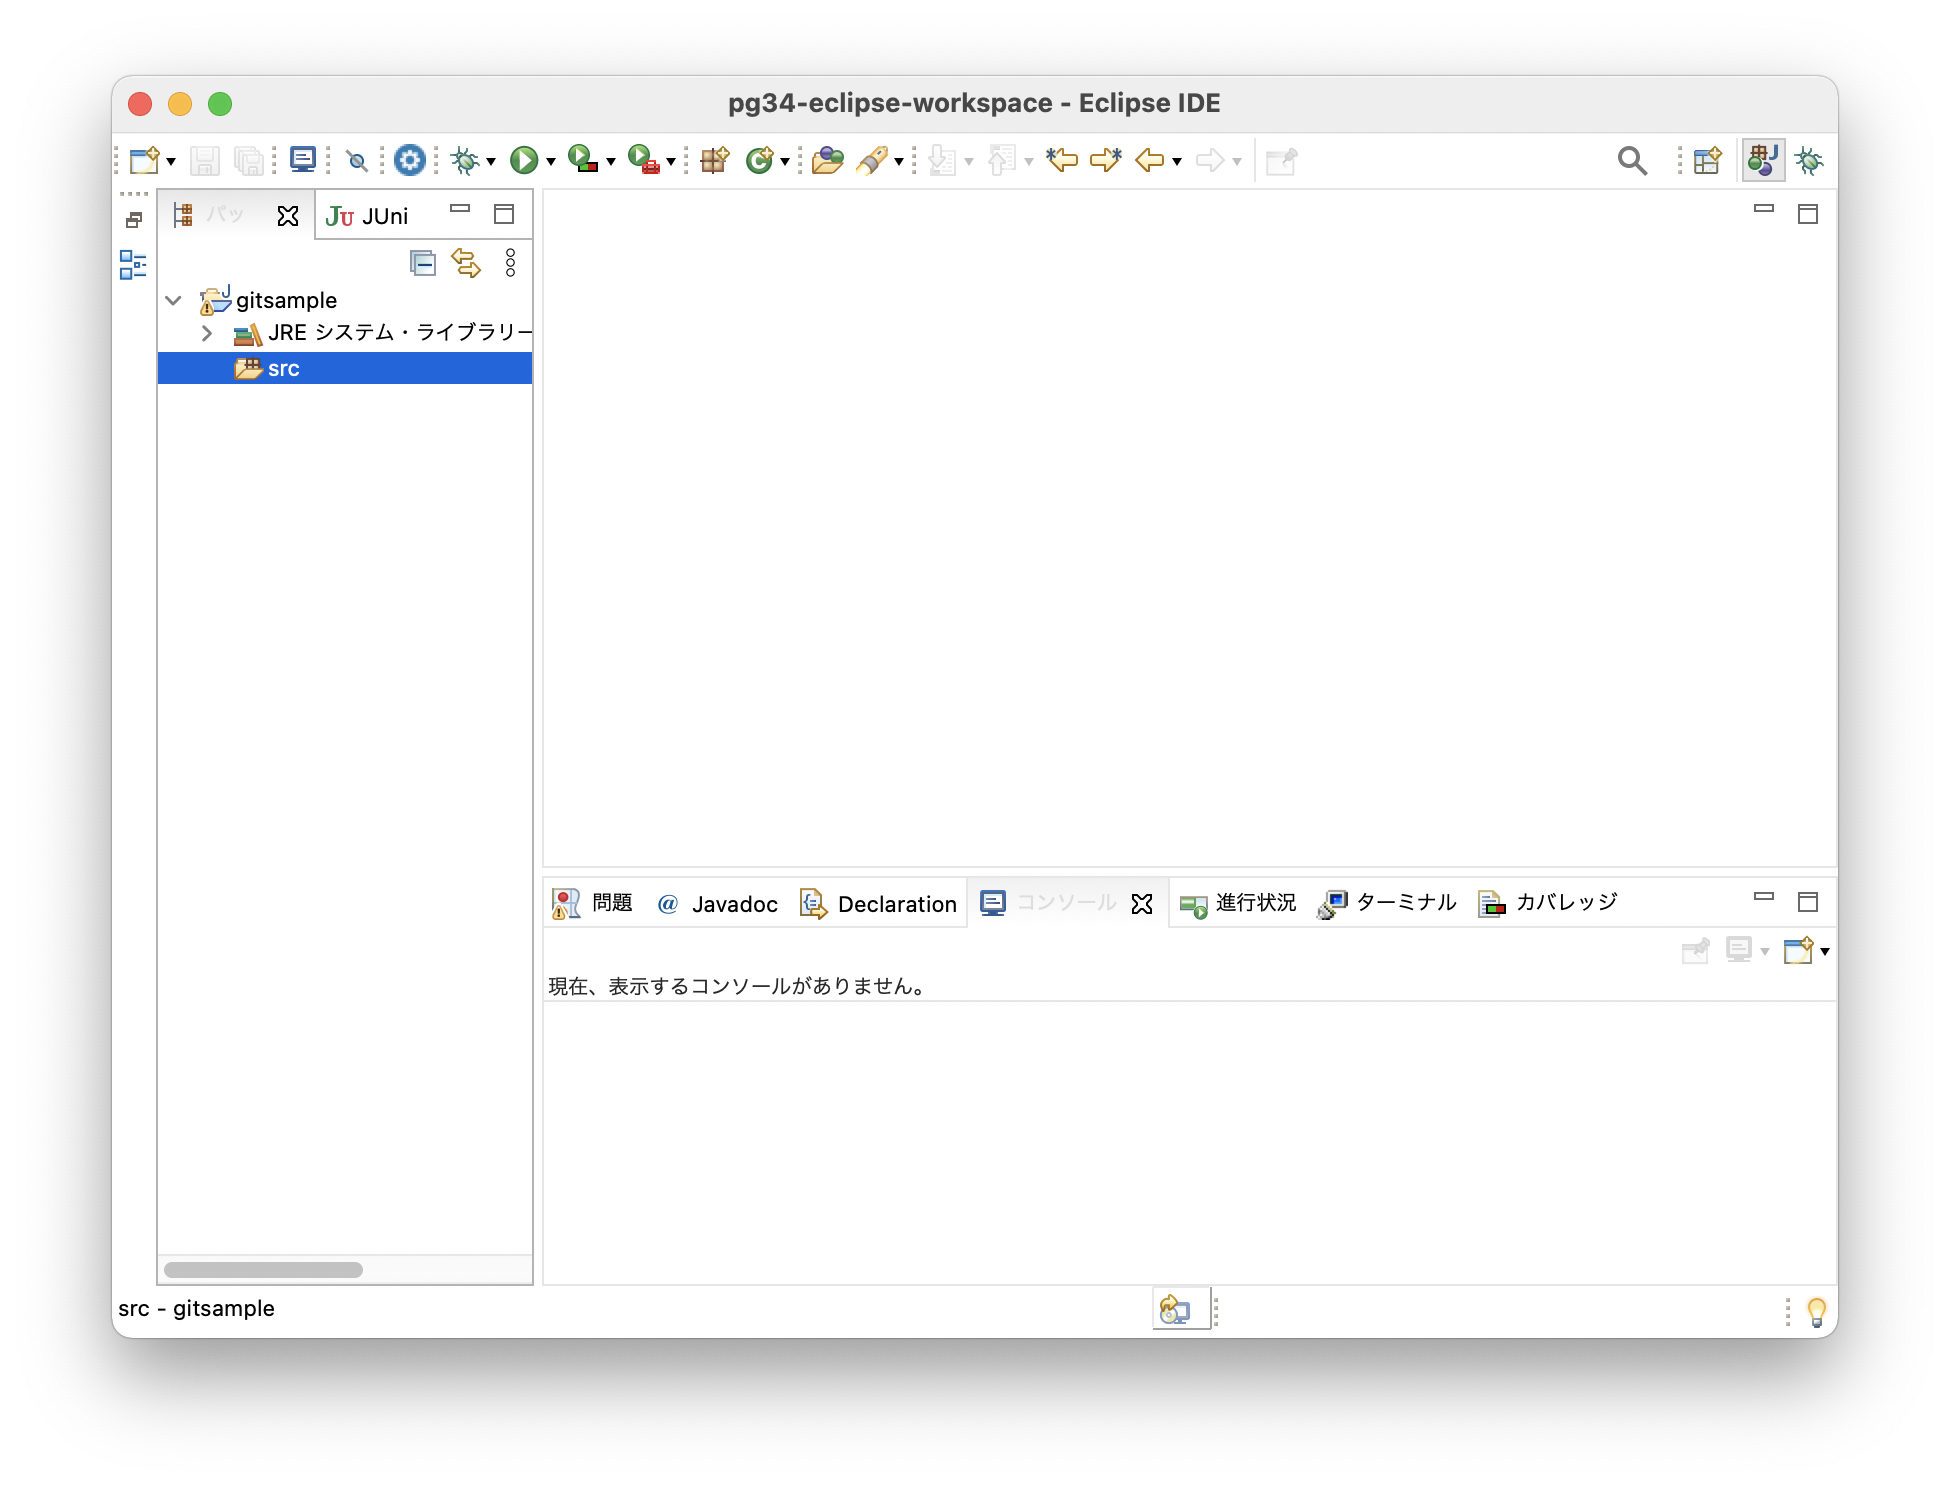 pg34-eclipse-workspace - Eclipse IDE
パッ
JUni
gitsample
JRE システム・ライブラリー
src
問題
Javadoc
Declaration
コンソール
進行状況
ターミナル
カバレッジ
現在、表示するコンソールがありません。
src - gitsample